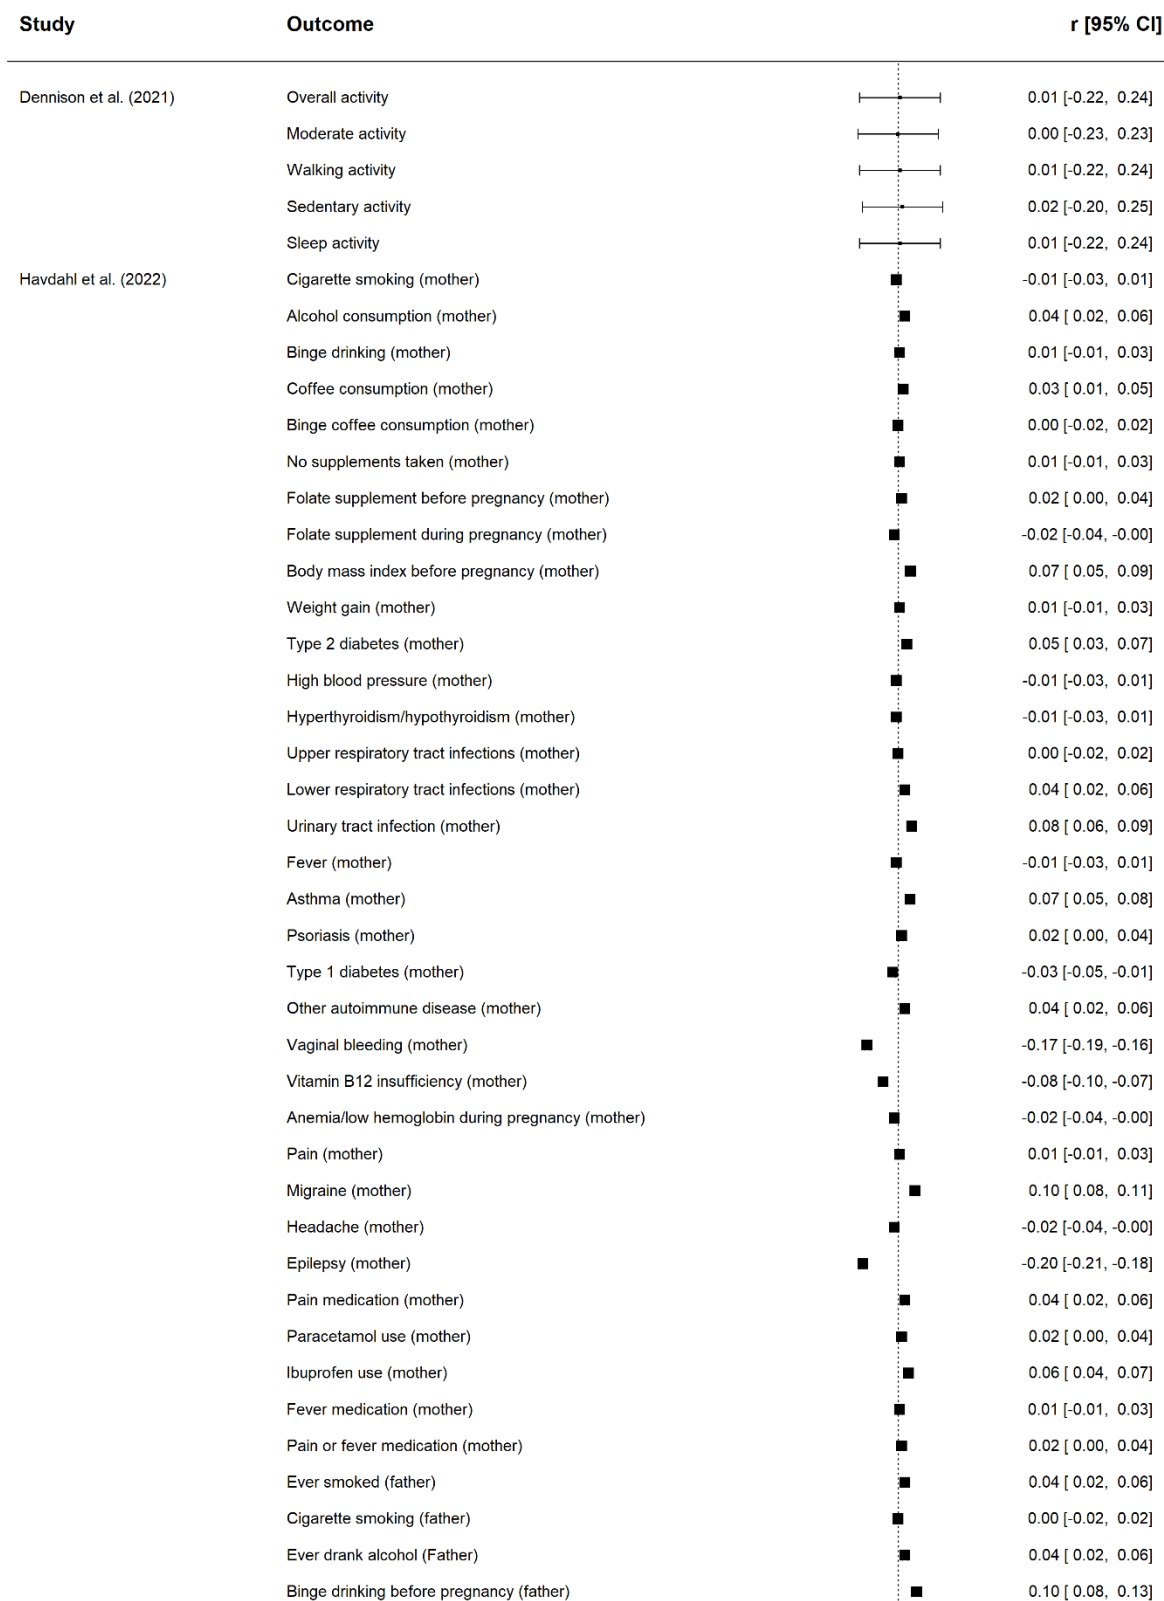 Study Outcome r [95% CI]
Dennison et al. (2021) Overall activity 0.01 [-0.22, 0.24]
Moderate activity 0.00 [-0.23, 0.23]
Walking activity 0.01 [-0.22, 0.24]
Sedentary activity 0.02 [-0.20, 0.25]
Sleep activity 0.01 [-0.22, 0.24]
Havdahl et al. (2022) Cigarette smoking (mother) -0.01 [-0.03, 0.01]
Alcohol consumption (mother) 0.04 [ 0.02, 0.06]
Binge drinking (mother) 0.01 [-0.01, 0.03]
Coffee consumption (mother) 0.03 [ 0.01, 0.05]
Binge coffee consumption (mother) 0.00 [-0.02, 0.02]
No supplements taken (mother) 0.01 [-0.01, 0.03]
Folate supplement before pregnancy (mother) 0.02 [ 0.00, 0.04]
Folate supplement during pregnancy (mother) -0.02 [-0.04, -0.00]
Body mass index before pregnancy (mother) 0.07 [ 0.05, 0.09]
Weight gain (mother) 0.01 [-0.01, 0.03]
Type 2 diabetes (mother) 0.05 [ 0.03, 0.07]
High blood pressure (mother) -0.01 [-0.03, 0.01]
Hyperthyroidism/hypothyroidism (mother) -0.01 [-0.03, 0.01]
Upper respiratory tract infections (mother) 0.00 [-0.02, 0.02]
Lower respiratory tract infections (mother) 0.04 [ 0.02, 0.06]
Urinary tract infection (mother) 0.08 [ 0.06, 0.09]
Fever (mother) -0.01 [-0.03, 0.01]
Asthma (mother) 0.07 [ 0.05, 0.08]
Psoriasis (mother) 0.02 [ 0.00, 0.04]
Type 1 diabetes (mother) -0.03 [-0.05, -0.01]
Other autoimmune disease (mother) 0.04 [ 0.02, 0.06]
Vaginal bleeding (mother) -0.17 [-0.19, -0.16]
Vitamin B12 insufficiency (mother) -0.08 [-0.10, -0.07]
Anemia/low hemoglobin during pregnancy (mother) -0.02 [-0.04, -0.00]
Pain (mother) 0.01 [-0.01, 0.03]
Migraine (mother) 0.10 [ 0.08, 0.11]
Headache (mother) -0.02 [-0.04, -0.00]
Epilepsy (mother) -0.20 [-0.21, -0.18]
Pain medication (mother) 0.04 [ 0.02, 0.06]
Paracetamol use (mother) 0.02 [ 0.00, 0.04]
Ibuprofen use (mother) 0.06 [ 0.04, 0.07]
Fever medication (mother) 0.01 [-0.01, 0.03]
Pain or fever medication (mother) 0.02 [ 0.00, 0.04]
Ever smoked (father) 0.04 [ 0.02, 0.06]
Cigarette smoking (father) 0.00 [-0.02, 0.02]
Ever drank alcohol (Father) 0.04 [ 0.02, 0.06]
Binge drinking before pregnancy (father) 0.10 [ 0.08, 0.13]